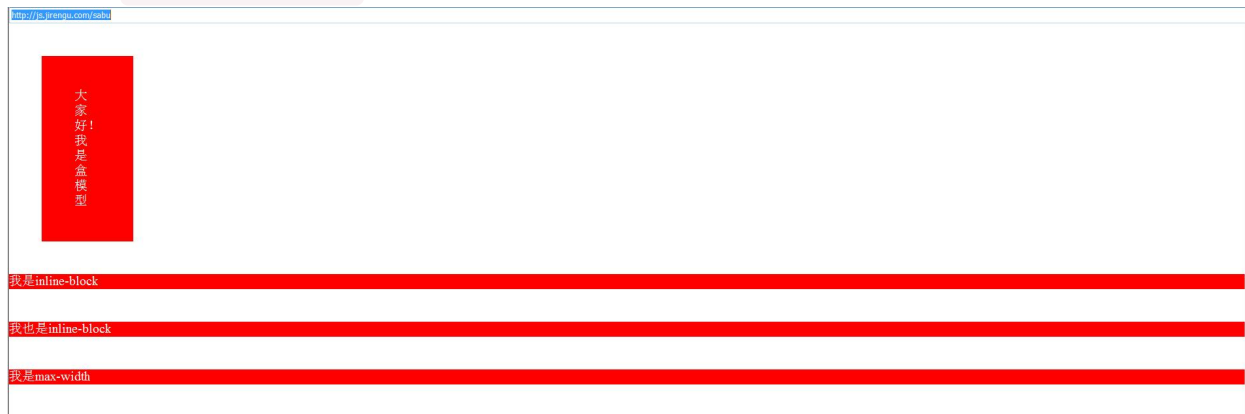 http://js.jirengu.com/sabu
大
家
好！
我
是
盒
模
型
我是inline-block
我也是inline-block
我是max-width